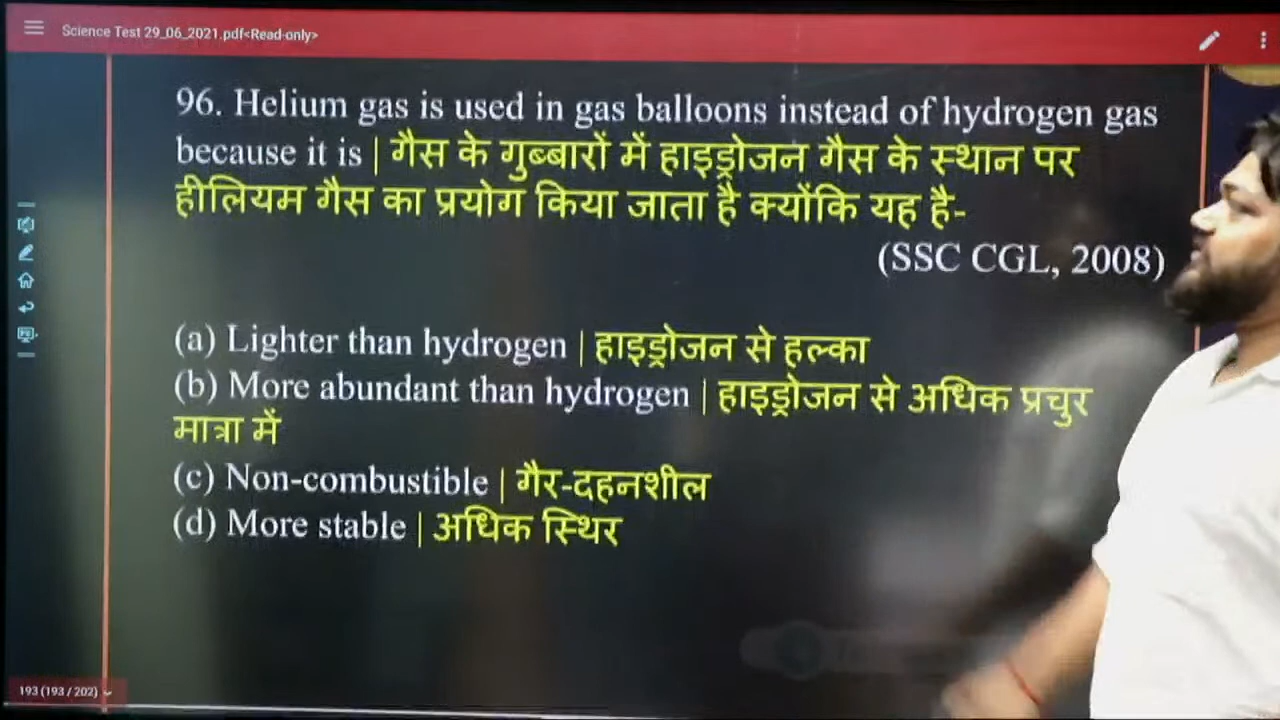 Science Test 29_06_2021.pdf<Read-only>
96. Helium gas is used in gas balloons instead of hydrogen gas
because it is | गैस के गुब्बारों में हाइड्रोजन गैस के स्थान पर
हीलियम गैस का प्रयोग किया जाता है क्योंकि यह है-
(SSC CGL, 2008)
(a) Lighter than hydrogen | हाइड्रोजन से हल्का
(b) More abundant than hydrogen | हाइड्रोजन से अधिक प्रचुर
मात्रा में
(c) Non-combustible | गैर-दहनशील
(d) More stable | अधिक स्थिर
193 (193 / 202)